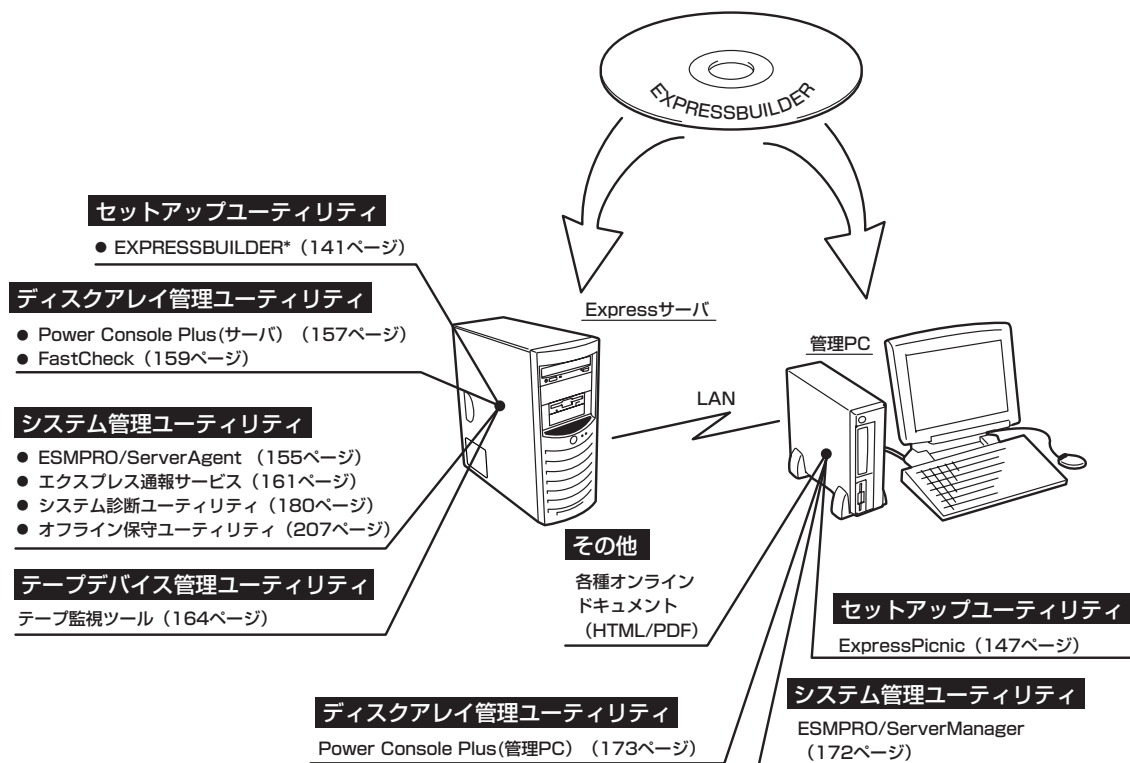 EXPRESSBUILDER
セットアップユーティリティ
● EXPRESSBUILDER*（141ページ）
ディスクアレイ管理ユーティリティ
● Power Console Plus(サーバ）（157ページ）
● FastCheck（159ページ）
システム管理ユーティリティ
● ESMPRO/ServerAgent （155ページ）
● エクスプレス通報サービス（161ページ）
● システム診断ユーティリティ（180ページ）
● オフライン保守ユーティリティ（207ページ）
テープデバイス管理ユーティリティ
テープ監視ツール（164ページ）
Expressサーバ
LAN
管理PC
その他
各種オンライン
ドキュメント
（HTML/PDF）
セットアップユーティリティ
ExpressPicnic（147ページ）
ディスクアレイ管理ユーティリティ
Power Console Plus(管理PC）（173ページ）
システム管理ユーティリティ
ESMPRO/ServerManager
（172ページ）